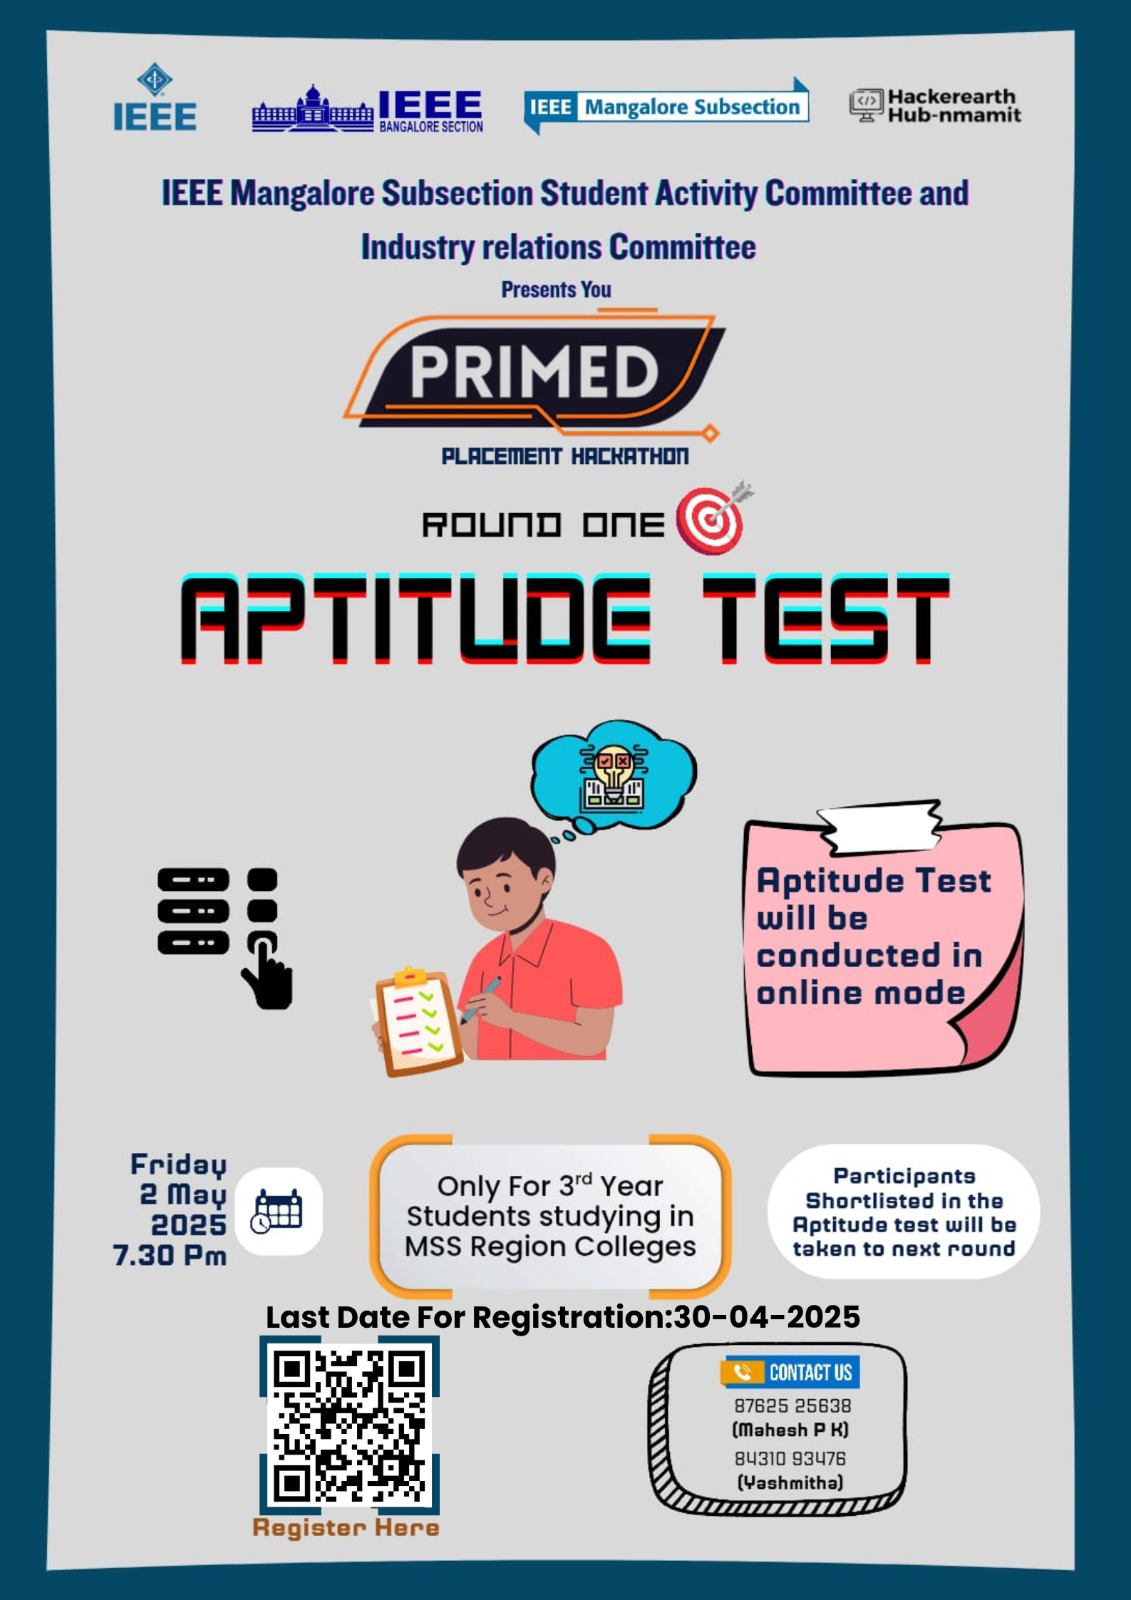 IEEE
IEEE
BANGALORE SECTION
IEEE Mangalore Subsection
Hackerearth
Hub-nmamit
IEEE Mangalore Subsection Student Activity Committee and
Industry relations Committee
Presents You
PRIMED
PLACEMENT HACKATHON
ROUND ONE
APTITUDE TEST
Aptitude Test
will be
conducted in
online mode
Friday
2 May
2025
7.30 Pm
Only For 3rd Year
Students studying in
MSS Region Colleges
Participants
Shortlisted in the
Aptitude test will be
taken to next round
Last Date For Registration:30-04-2025
Register Here
CONTACT US
87625 25638
(Mahesh P K)
84310 93476
(Yashmitha)